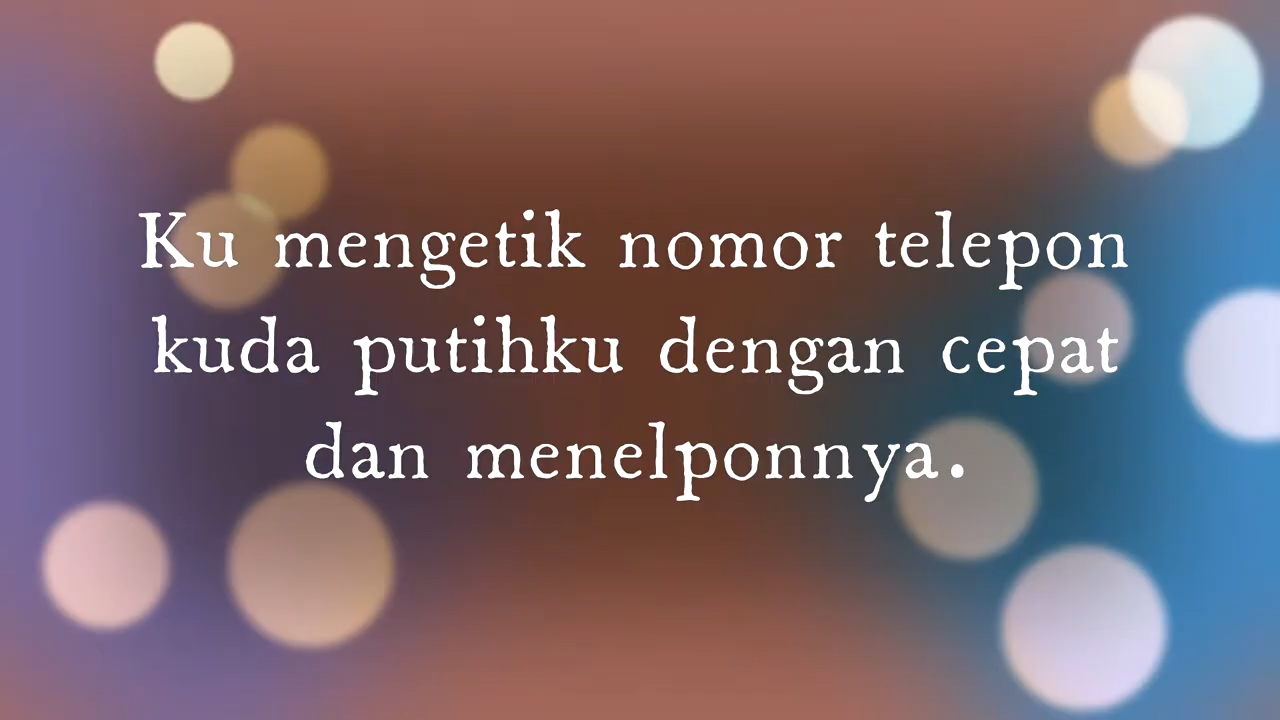 Ku mengetik nomor telepon
kuda putihku dengan cepat
dan menelponnya.